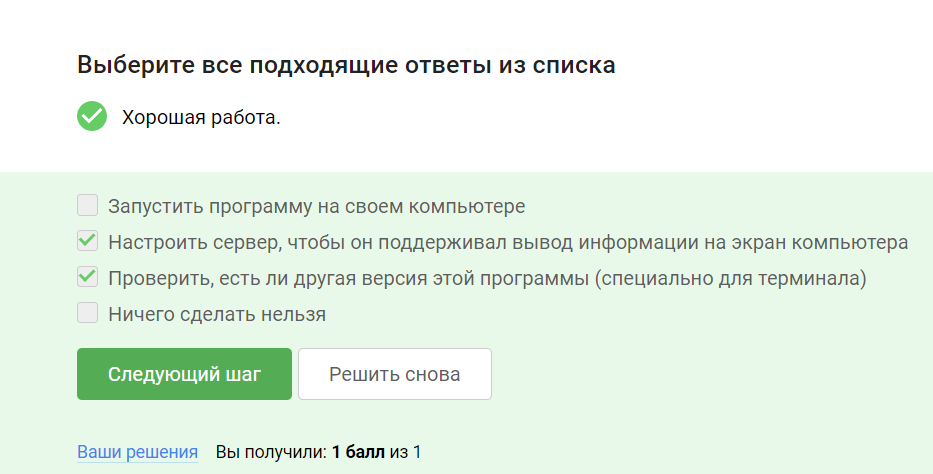 Выберите все подходящие ответы из списка
Хорошая работа.
Запустить программу на своем компьютере
Настроить сервер, чтобы он поддерживал вывод информации на экран компьютера
Проверить, есть ли другая версия этой программы (специально для терминала)
Ничего сделать нельзя
Следующий шаг Решить снова
Ваши решения Вы получили: 1 балл из 1